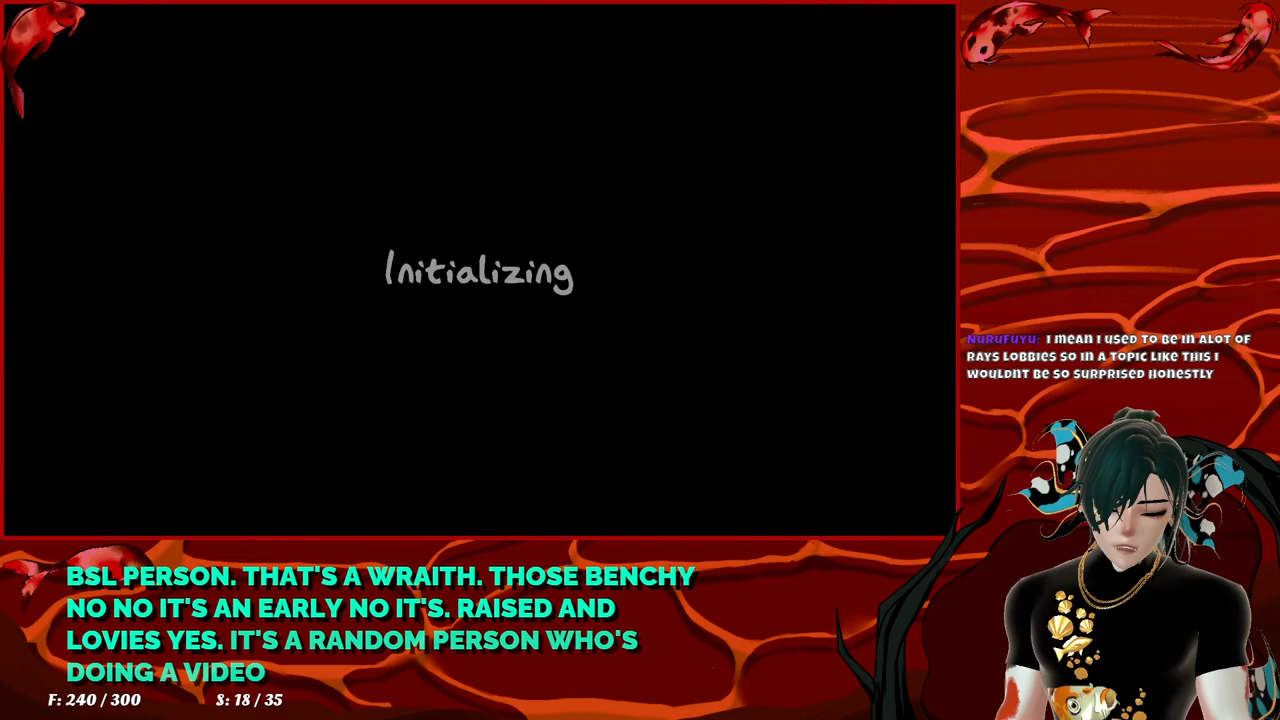 Initializing
NURUFUYU: I MEAN I USED TO BE IN ALOT OF
RAYS LOBBIES SO IN A TOPIC LIKE THIS I
WOULDNT BE SO SURPRISED HONESTLY
BSL PERSON. THAT'S A WRAITH. THOSE BENCHY
NO NO IT'S AN EARLY NO IT'S. RAISED AND
LOVIES YES. IT'S A RANDOM PERSON WHO'S
DOING A VIDEO
F: 240 / 300 S: 18 / 35